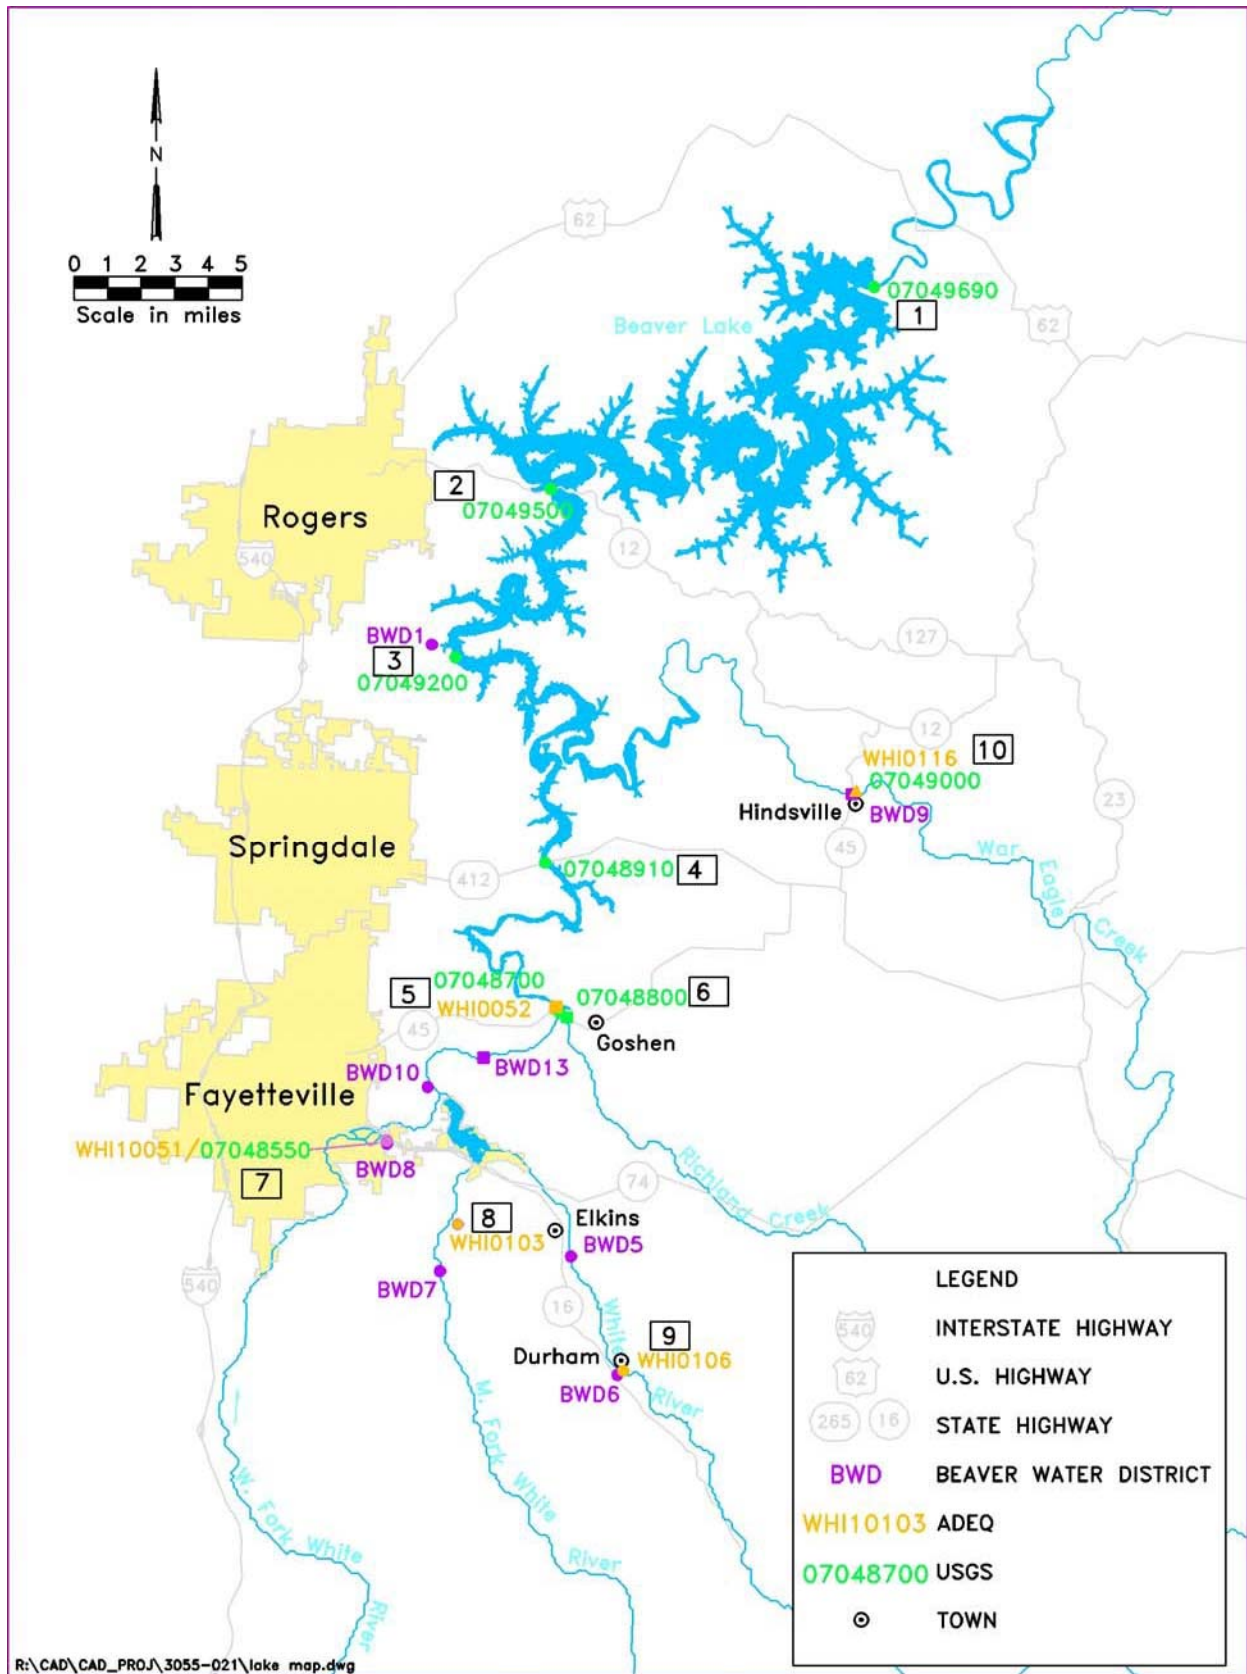 N
0 1 2 3 4 5
Scale in miles
62
07049690
1
Beaver Lake
62
2
07049500
Rogers
540
12
BWD1
3
07049200
127
12
WHI0116
10
07049000
Hindsville
BWD9
23
45
War Eagle Creek
Springdale
412
07048910
4
07048700
5
WHI0052
07048800
6
45
Goshen
BWD13
BWD10
Fayetteville
WHI10051/07048550
BWD8
7
74
Richland Creek
8
Elkins
WHI0103
BWD5
BWD7
540
16
White River
9
Durham
WHI0106
BWD6
M. Fork White River
W. Fork White River
LEGEND
540 INTERSTATE HIGHWAY
62 U.S. HIGHWAY
265 16 STATE HIGHWAY
BWD BEAVER WATER DISTRICT
WHI10103 ADEQ
07048700 USGS
TOWN
R:\CAD\CAD_PROJ\3055-021\lake map.dwg